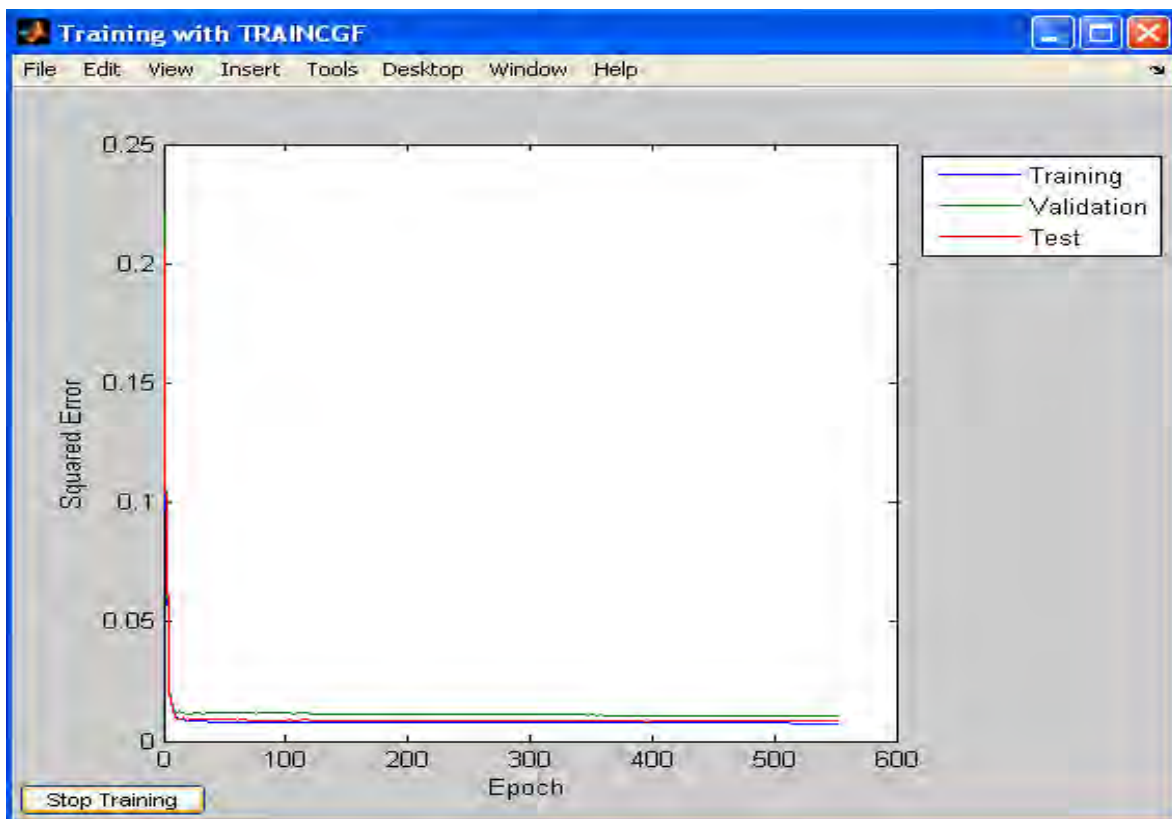 Training with TRAINCGF
File Edit View Insert Tools Desktop Window Help
0.25
0.2
0.15
0.1
0.05
0
Squared Error
0 100 200 300 400 500 600
Epoch
Training
Validation
Test
Stop Training